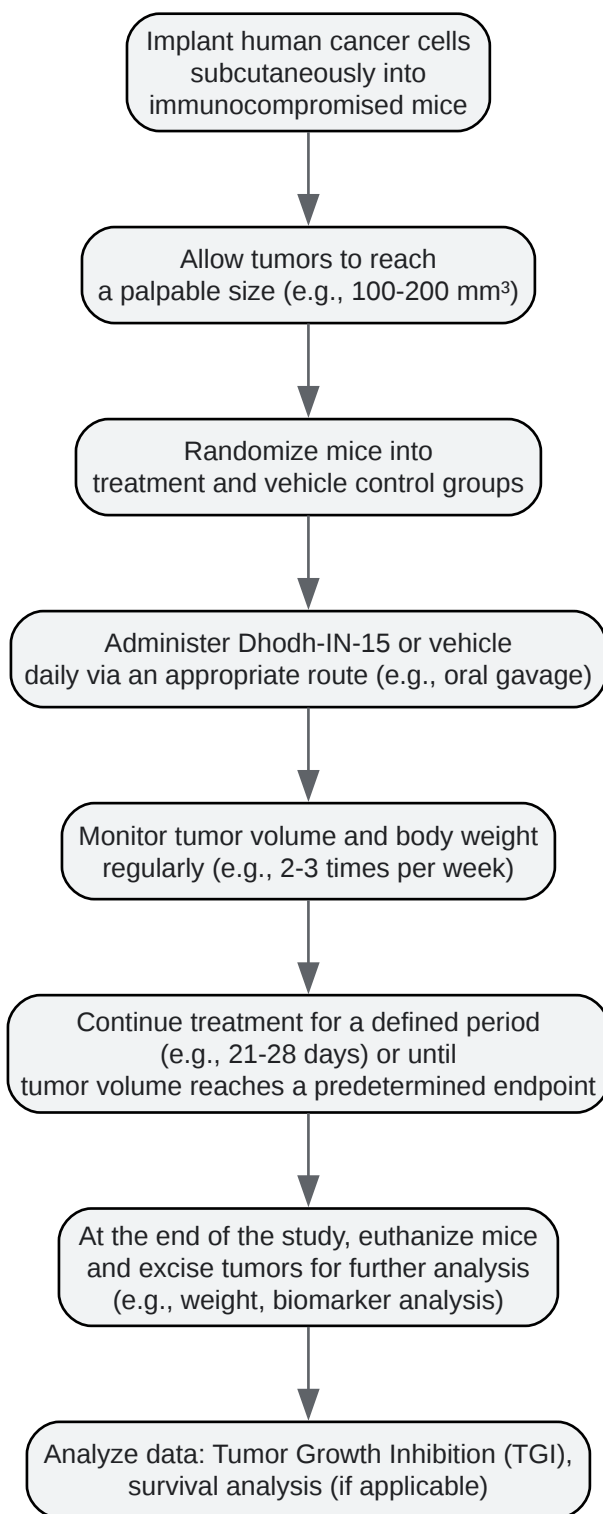 Implant human cancer cells
subcutaneously into
immunocompromised mice
Allow tumors to reach
a palpable size (e.g., 100-200 mm³)
Randomize mice into
treatment and vehicle control groups
Administer Dhodh-IN-15 or vehicle
daily via an appropriate route (e.g., oral gavage)
Monitor tumor volume and body weight
regularly (e.g., 2-3 times per week)
Continue treatment for a defined period
(e.g., 21-28 days) or until
tumor volume reaches a predetermined endpoint
At the end of the study, euthanize mice
and excise tumors for further analysis
(e.g., weight, biomarker analysis)
Analyze data: Tumor Growth Inhibition (TGI),
survival analysis (if applicable)